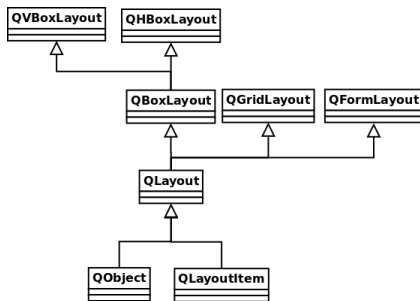 QVBoxLayout
QHBoxLayout
QBoxLayout
QGridLayout
QFormLayout
QLayout
QObject
QLayoutItem